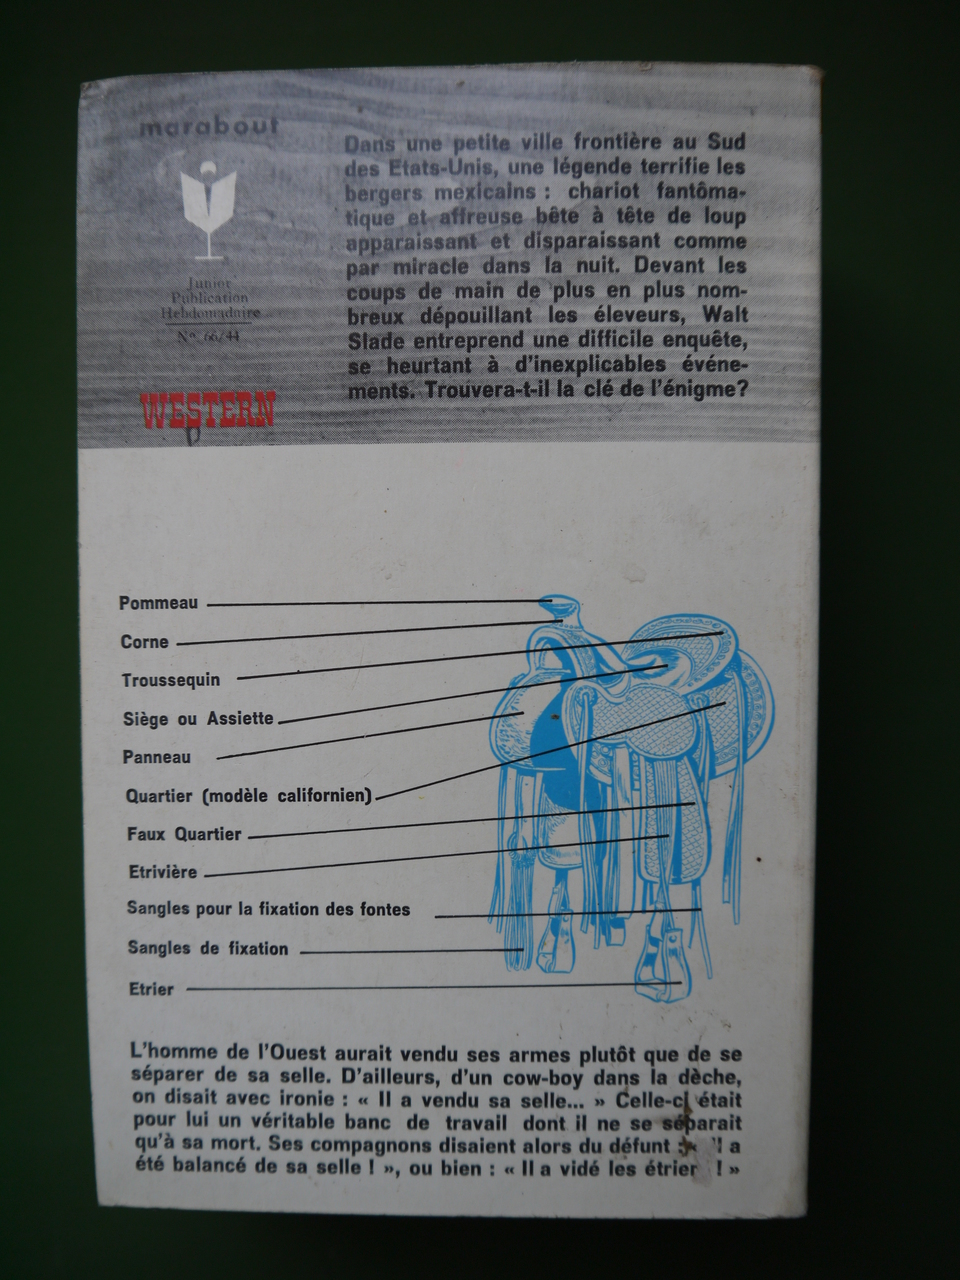 marabout
Junior
Publication
Hebdomadaire
N° 66/44
WESTERN
Dans une petite ville frontière au Sud
des Etats-Unis, une légende terrifie les
bergers mexicains : chariot fantôma-
tique et affreuse bête à tête de loup
apparaissant et disparaissant comme
par miracle dans la nuit. Devant les
coups de main de plus en plus nom-
breux dépouillant les éleveurs, Walt
Slade entreprend une difficile enquête,
se heurtant à d'inexplicables événe-
ments. Trouvera-t-il la clé de l'énigme?
Pommeau
Corne
Troussequin
Siège ou Assiette
Panneau
Quartier (modèle californien)
Faux Quartier
Etrivière
Sangles pour la fixation des fontes
Sangles de fixation
Etrier
L'homme de l'Ouest aurait vendu ses armes plutôt que de se
séparer de sa selle. D'ailleurs, d'un cow-boy dans la dèche,
on disait avec ironie : « Il a vendu sa selle... » Celle-ci était
pour lui un véritable banc de travail dont il ne se séparait
qu'à sa mort. Ses compagnons disaient alors du défunt : « Il a
été balancé de sa selle ! », ou bien : « Il a vidé les étrier ! »